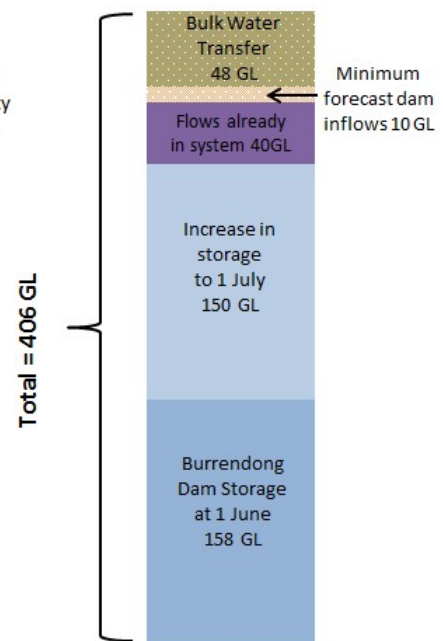 Bulk Water
Transfer
48 GL
Minimum
forecast dam
inflows 10 GL
Flows already
in system 40GL
Increase in
storage
to 1 July
150 GL
Total = 406 GL
Burrendong
Dam Storage
at 1 June
158 GL